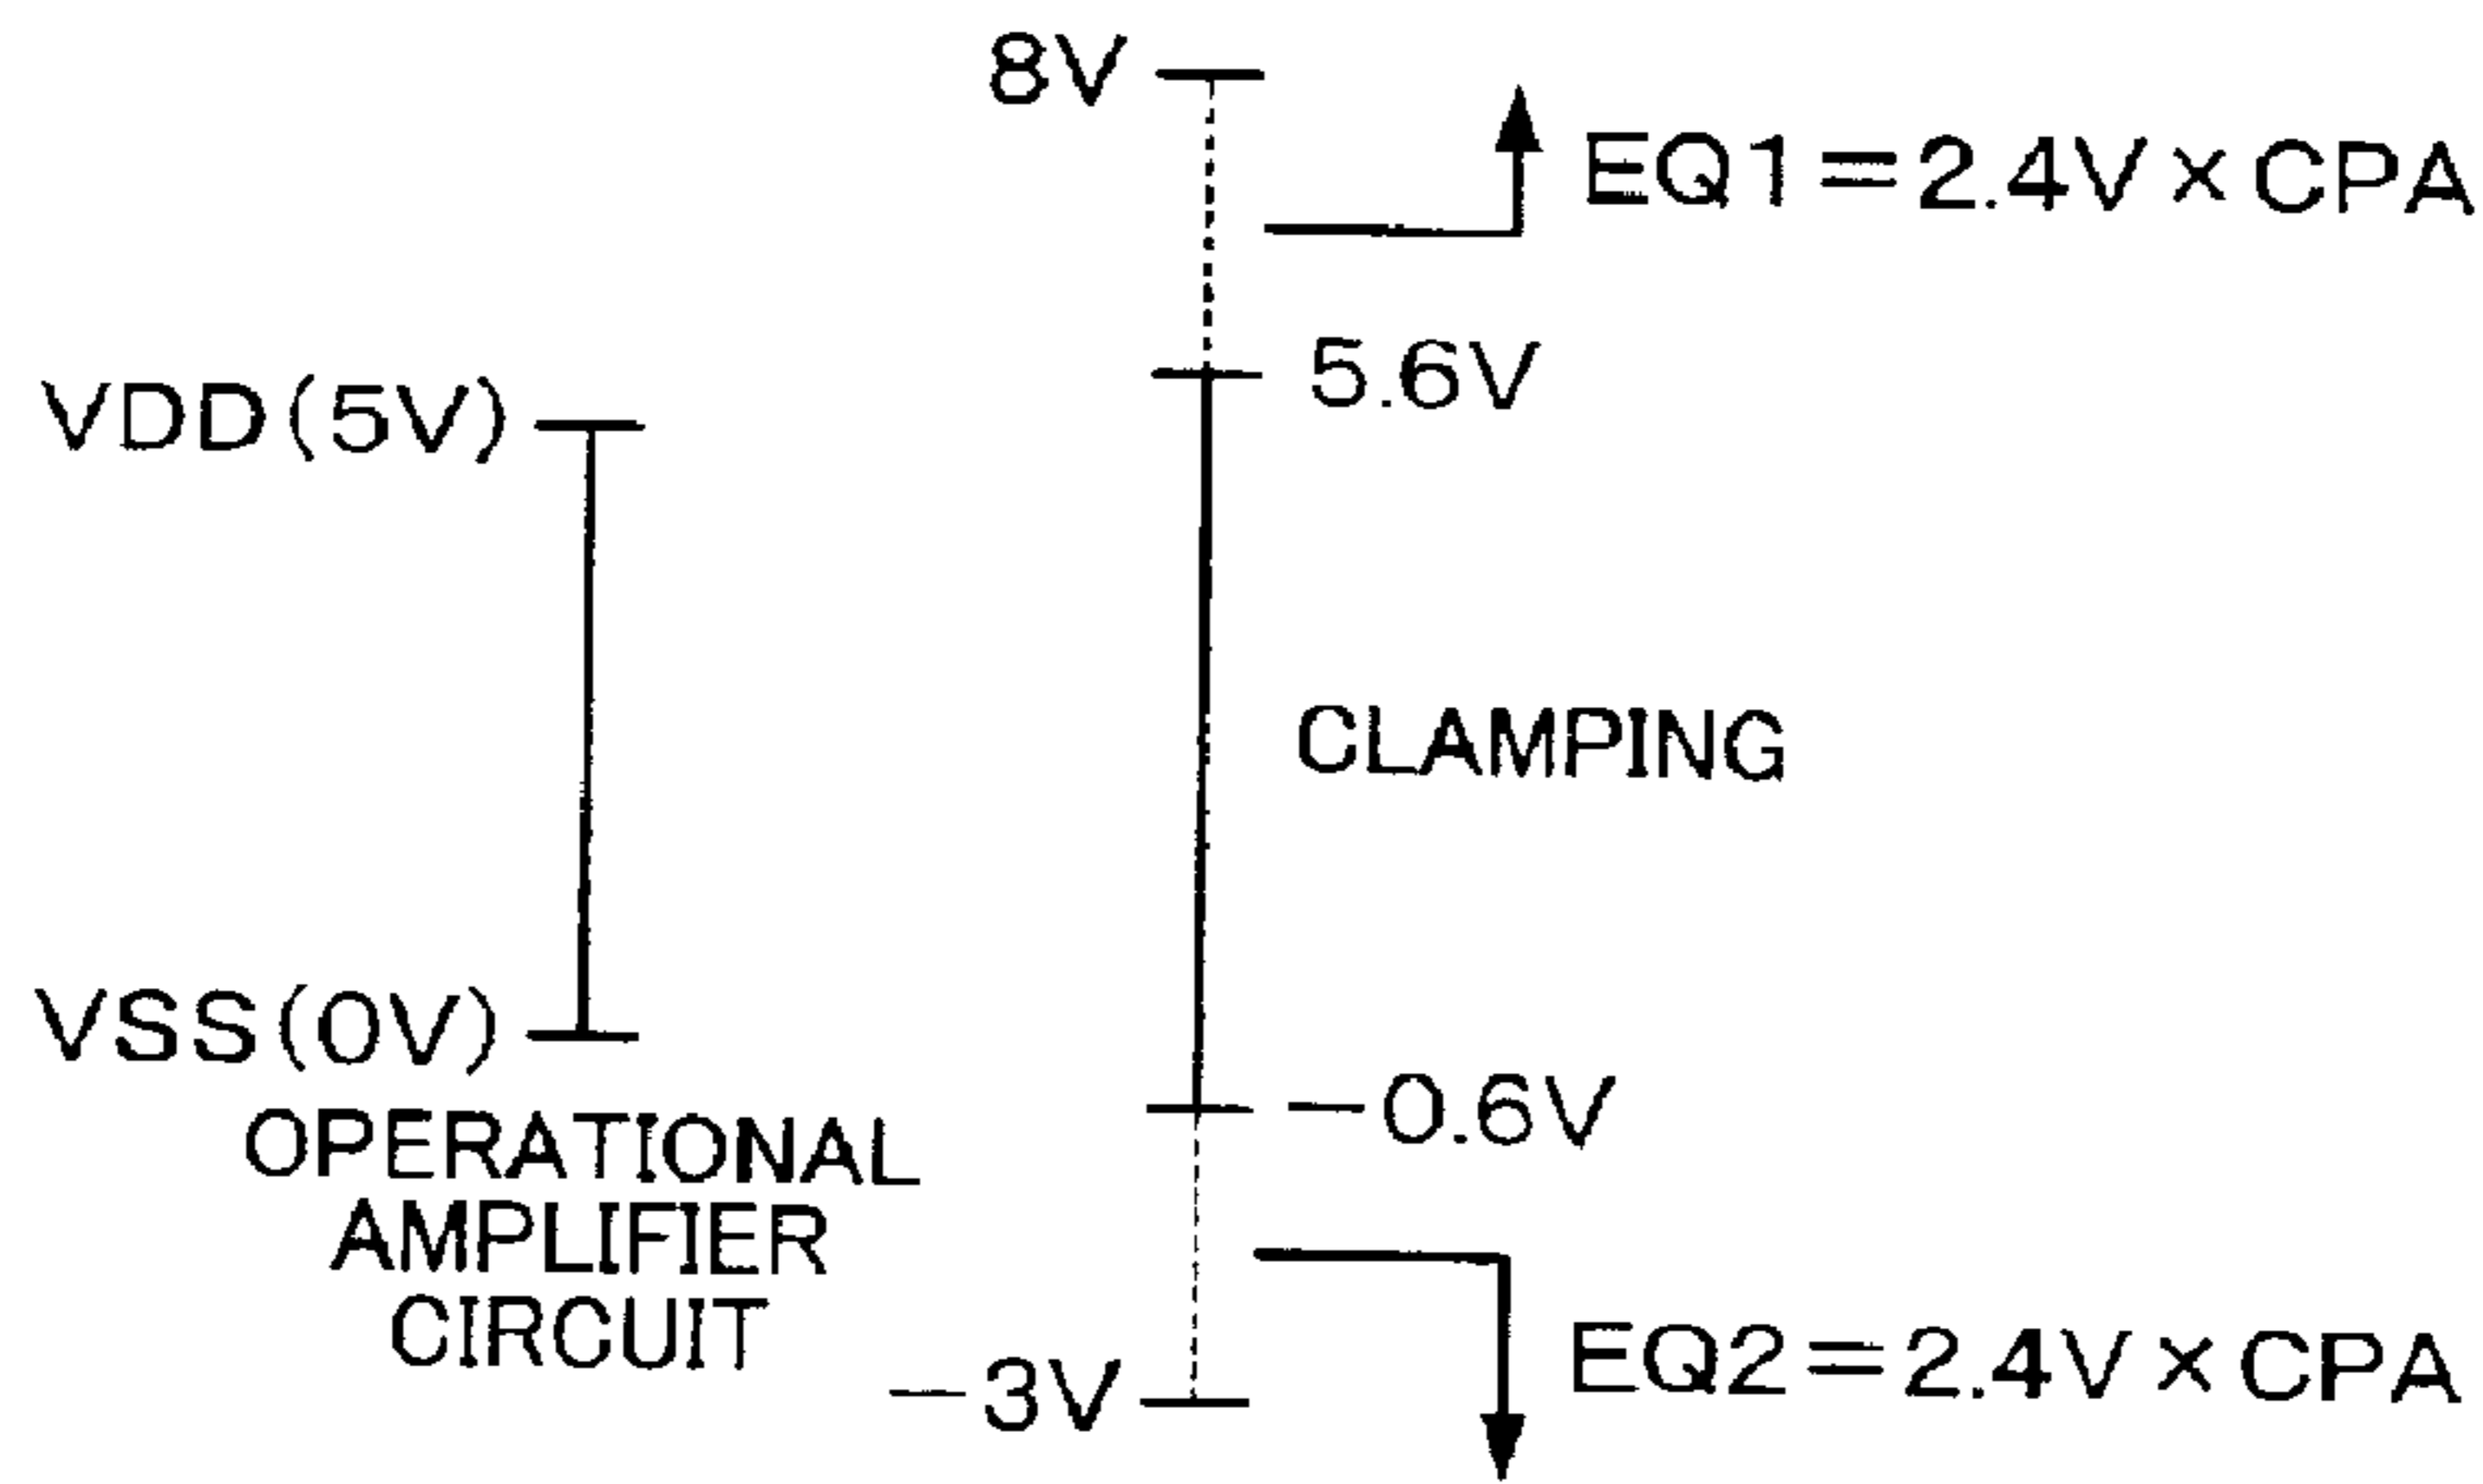 8V
EQ1=2.4V×CPA
5.6V
VDD(5V)
CLAMPING
VSS(0V)
-0.6V
OPERATIONAL
AMPLIFIER
CIRCUIT
-3V
EQ2=2.4V×CPA